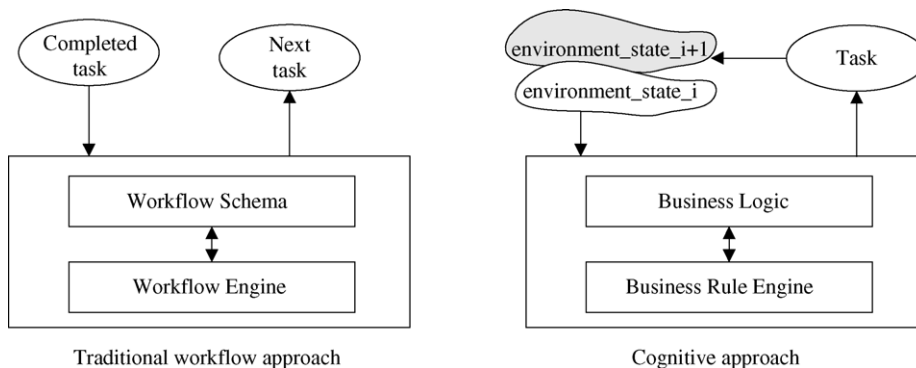 Completed
task
Next
task
Workflow Schema
Workflow Engine
Traditional workflow approach
environment_state_i+1
environment_state_i
Task
Business Logic
Business Rule Engine
Cognitive approach